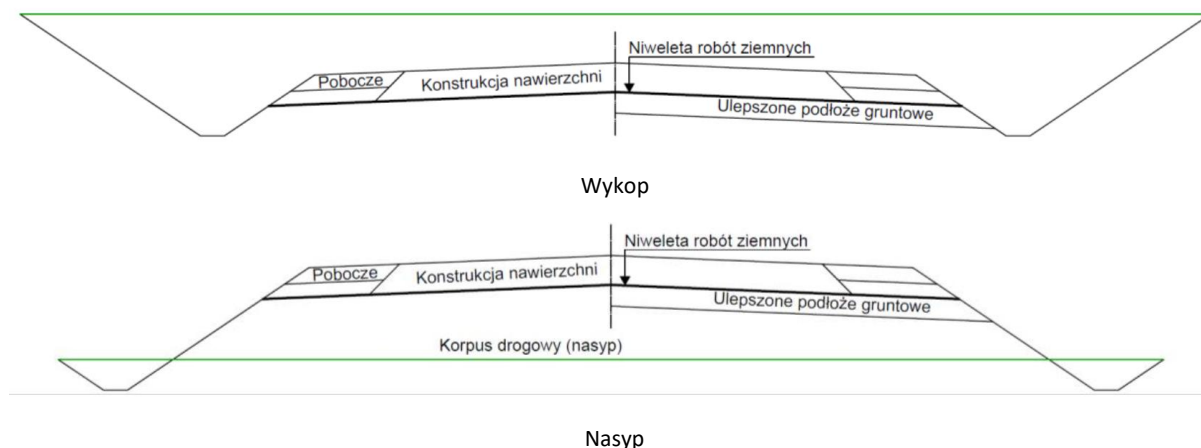 Niweleta robót ziemnych
Pobocze
Konstrukcja nawierzchni
Ulepszone podłoże gruntowe
Wykop
Niweleta robót ziemnych
Pobocze
Konstrukcja nawierzchni
Ulepszone podłoże gruntowe
Korpus drogowy (nasyp)
Nasyp